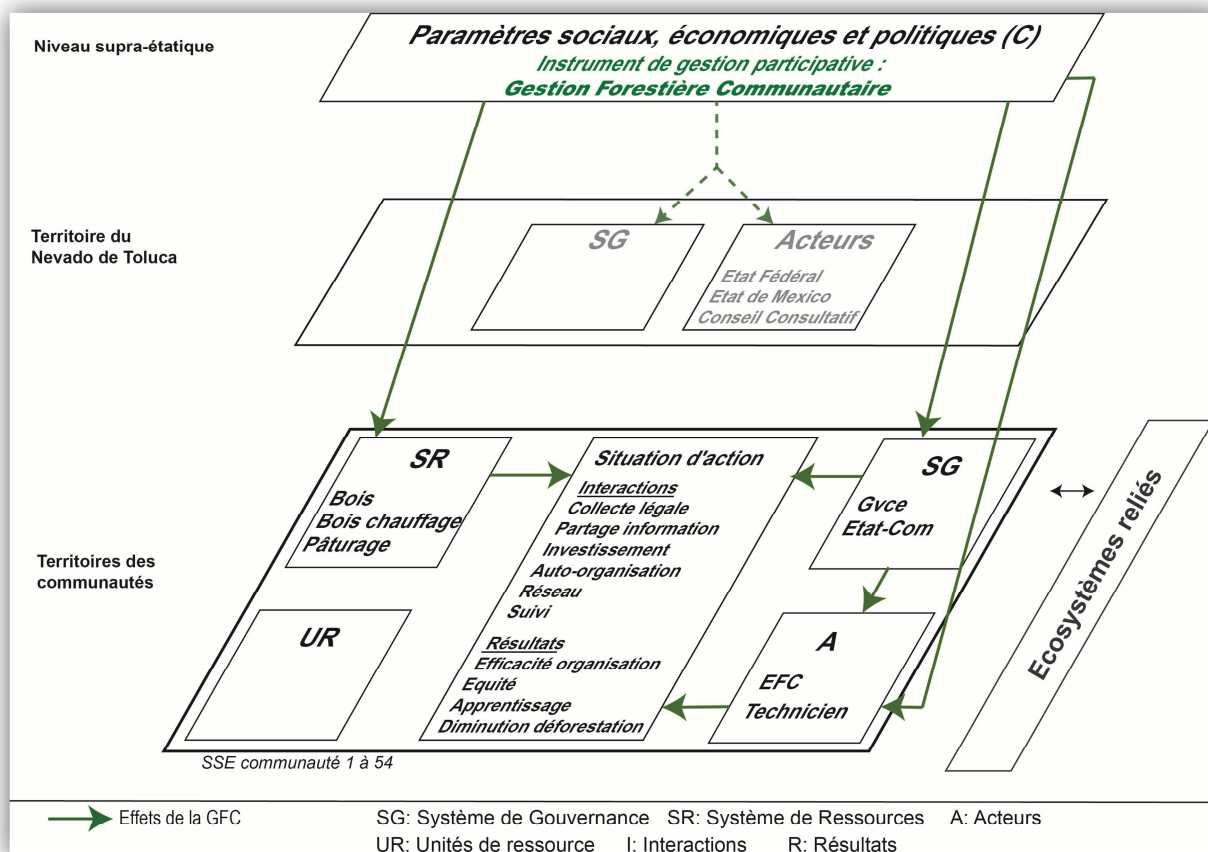 Niveau supra-étatique
Paramètres sociaux, économiques et politiques (C)
Instrument de gestion participative :
Gestion Forestière Communautaire
Territoire du
Nevado de Toluca
SG
Acteurs
Etat Fédéral
Etat de Mexico
Conseil Consultatif
Territoires des
communautés
SR
Bois
Bois chauffage
Pâturage
UR
Situation d'action
Interactions
Collecte légale
Partage information
Investissement
Auto-organisation
Réseau
Suivi
Résultats
Efficacité organisation
Equité
Apprentissage
Diminution déforestation
SG
Gvce
Etat-Com
A
EFC
Technicien
Ecosystèmes reliés
SSE communauté 1 à 54
Effets de la GFC
SG: Système de Gouvernance SR: Système de Ressources A: Acteurs
UR: Unités de ressource I: Interactions R: Résultats